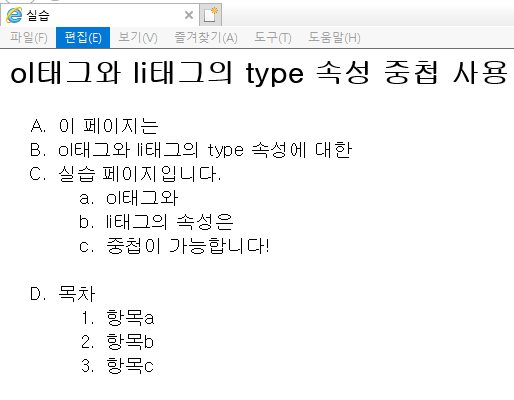 실습
파일(F) 편집(E) 보기(V) 즐겨찾기(A) 도구(T) 도움말(H)
ol태그와 li태그의 type 속성 중첩 사용
A. 이 페이지는
B. ol태그와 li태그의 type 속성에 대한
C. 실습 페이지입니다.
a. ol태그와
b. li태그의 속성은
c. 중첩이 가능합니다!
D. 목차
1. 항목a
2. 항목b
3. 항목c